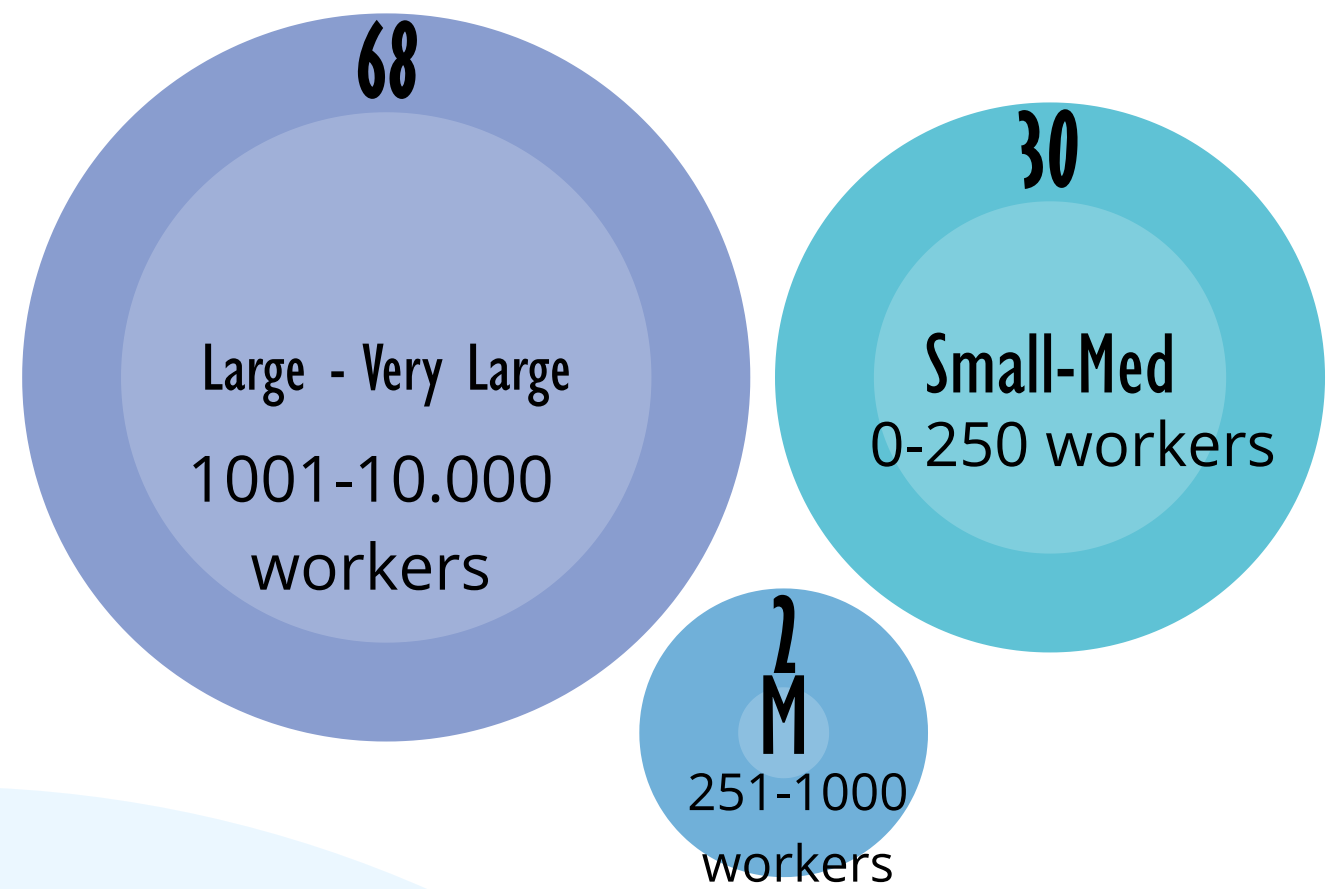 68
Large - Very Large
1001-10.000
workers
30
Small-Med
0-250 workers
2
M
251-1000
workers